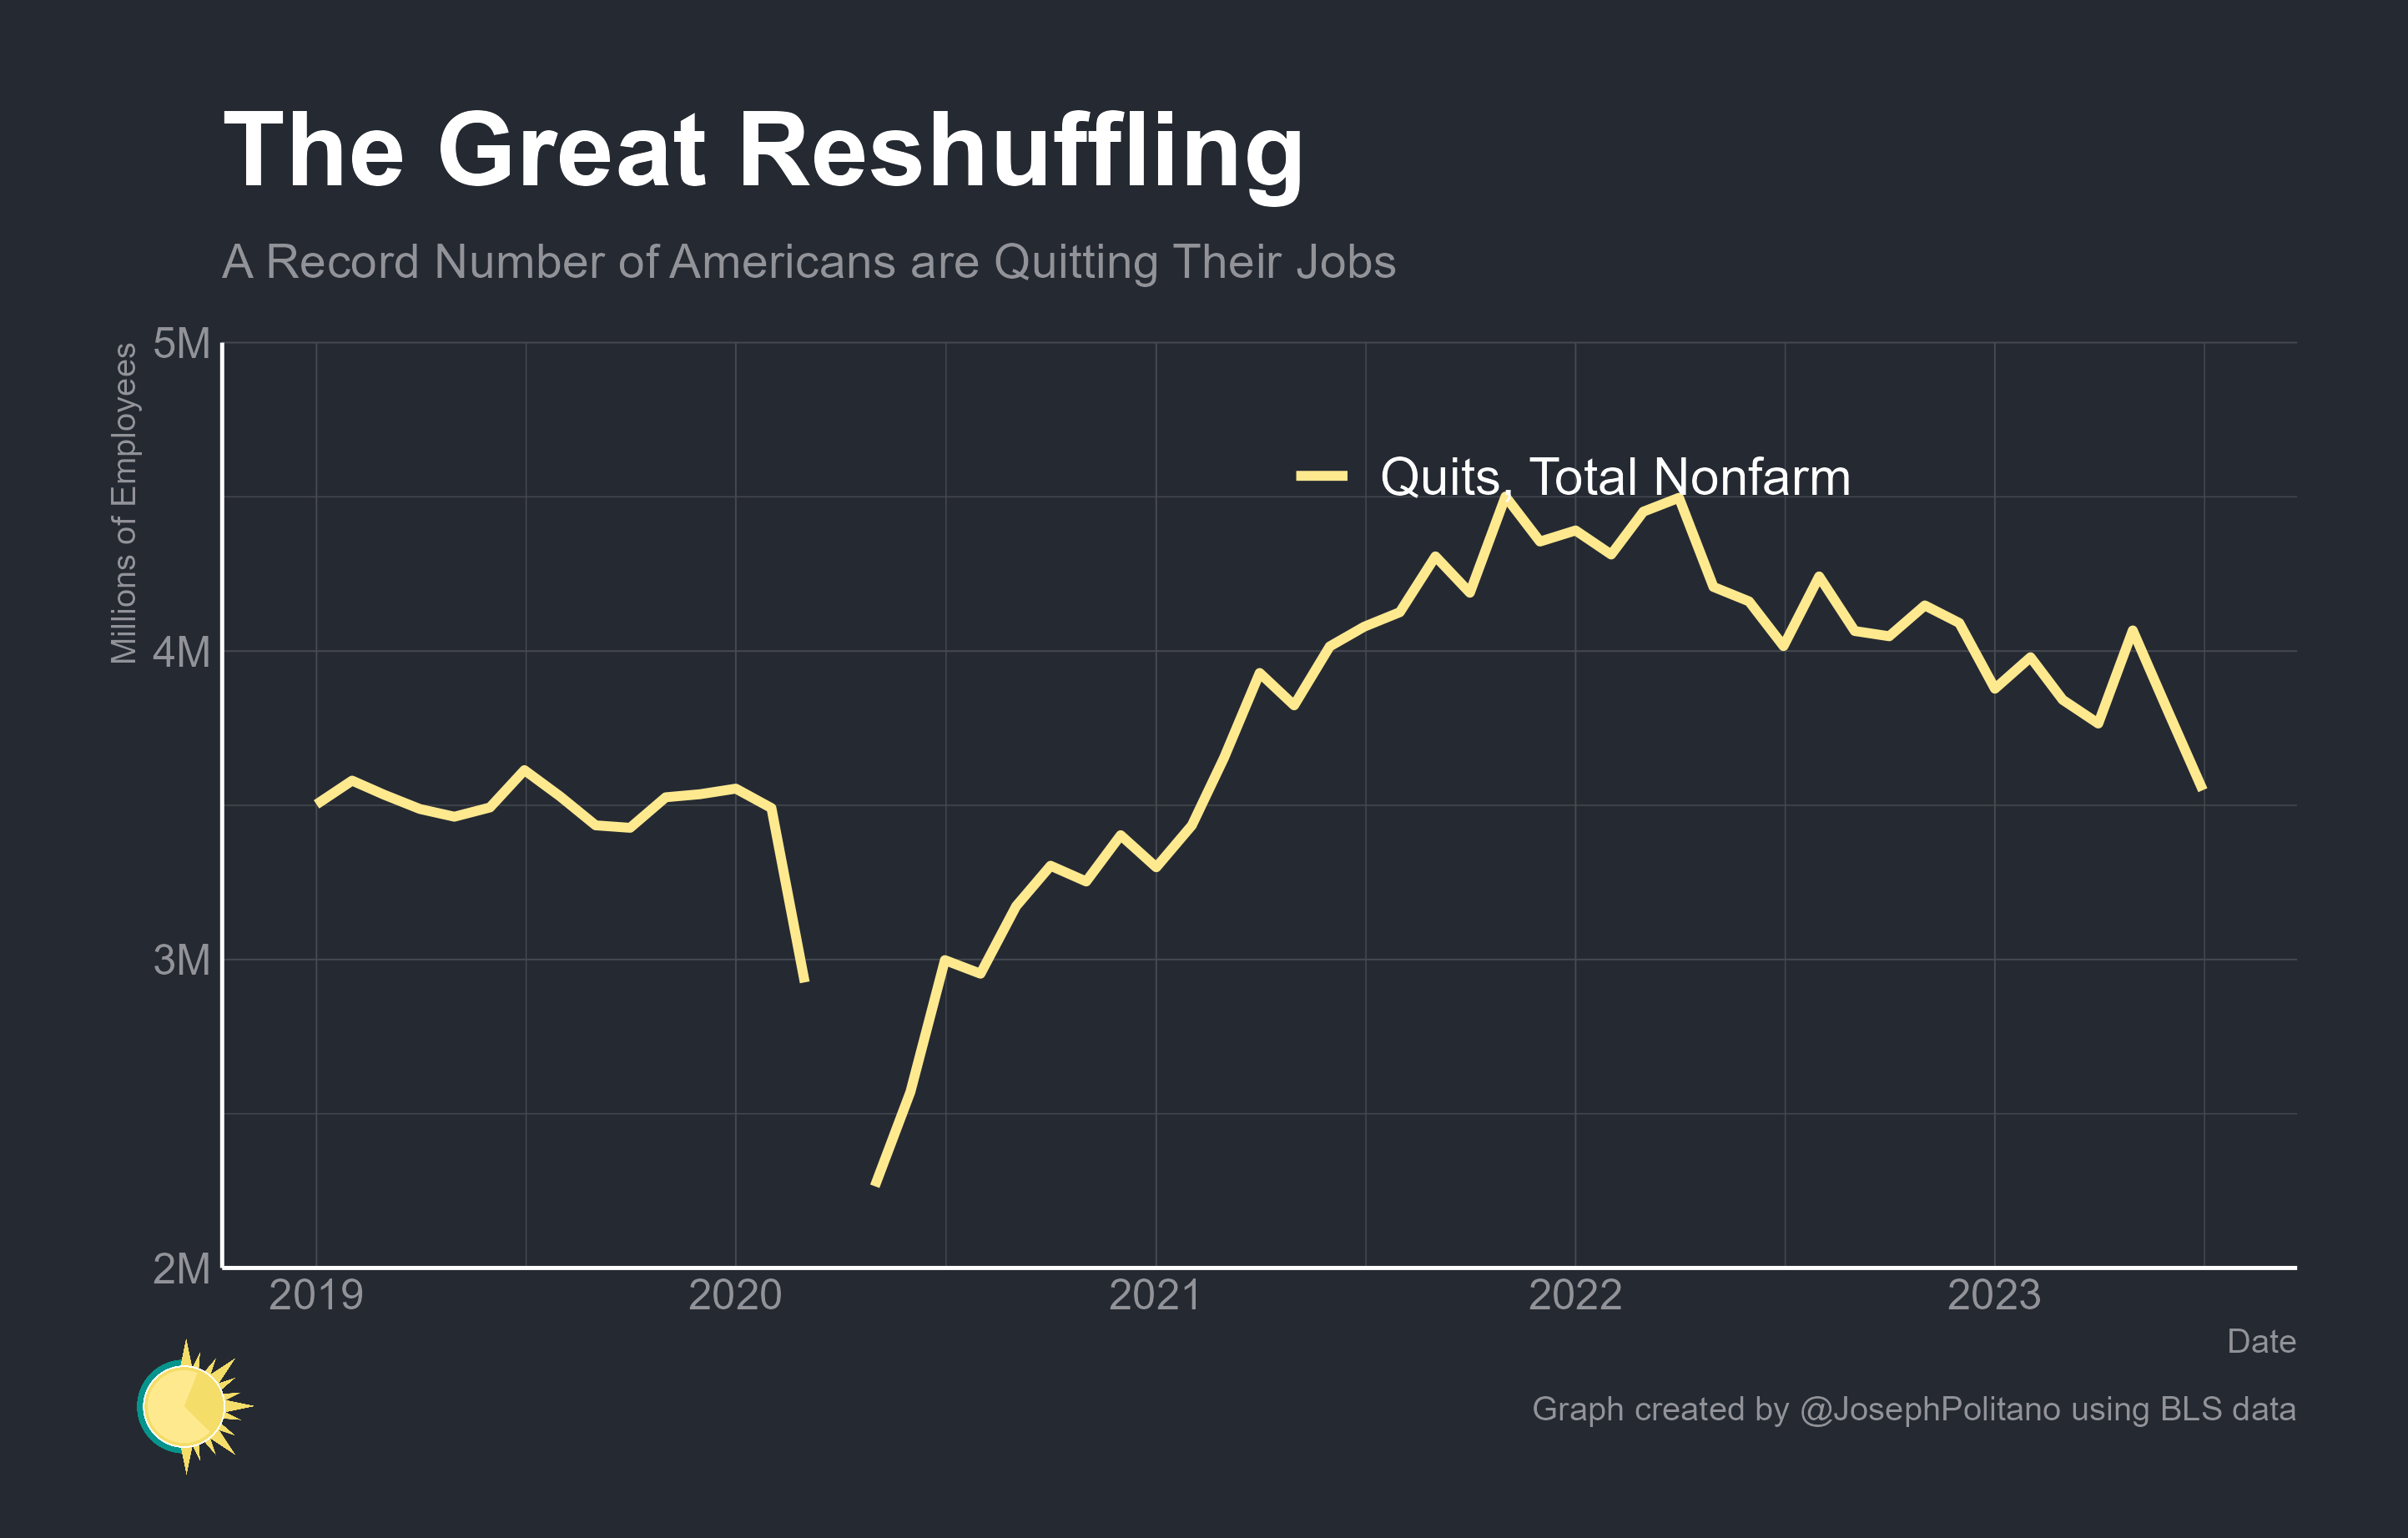 The Great Reshuffling
A Record Number of Americans are Quitting Their Jobs
Millions of Employees
5M
4M
3M
2M
Quits, Total Nonfarm
2019
2020
2021
2022
2023
Date
Graph created by @JosephPolitano using BLS data